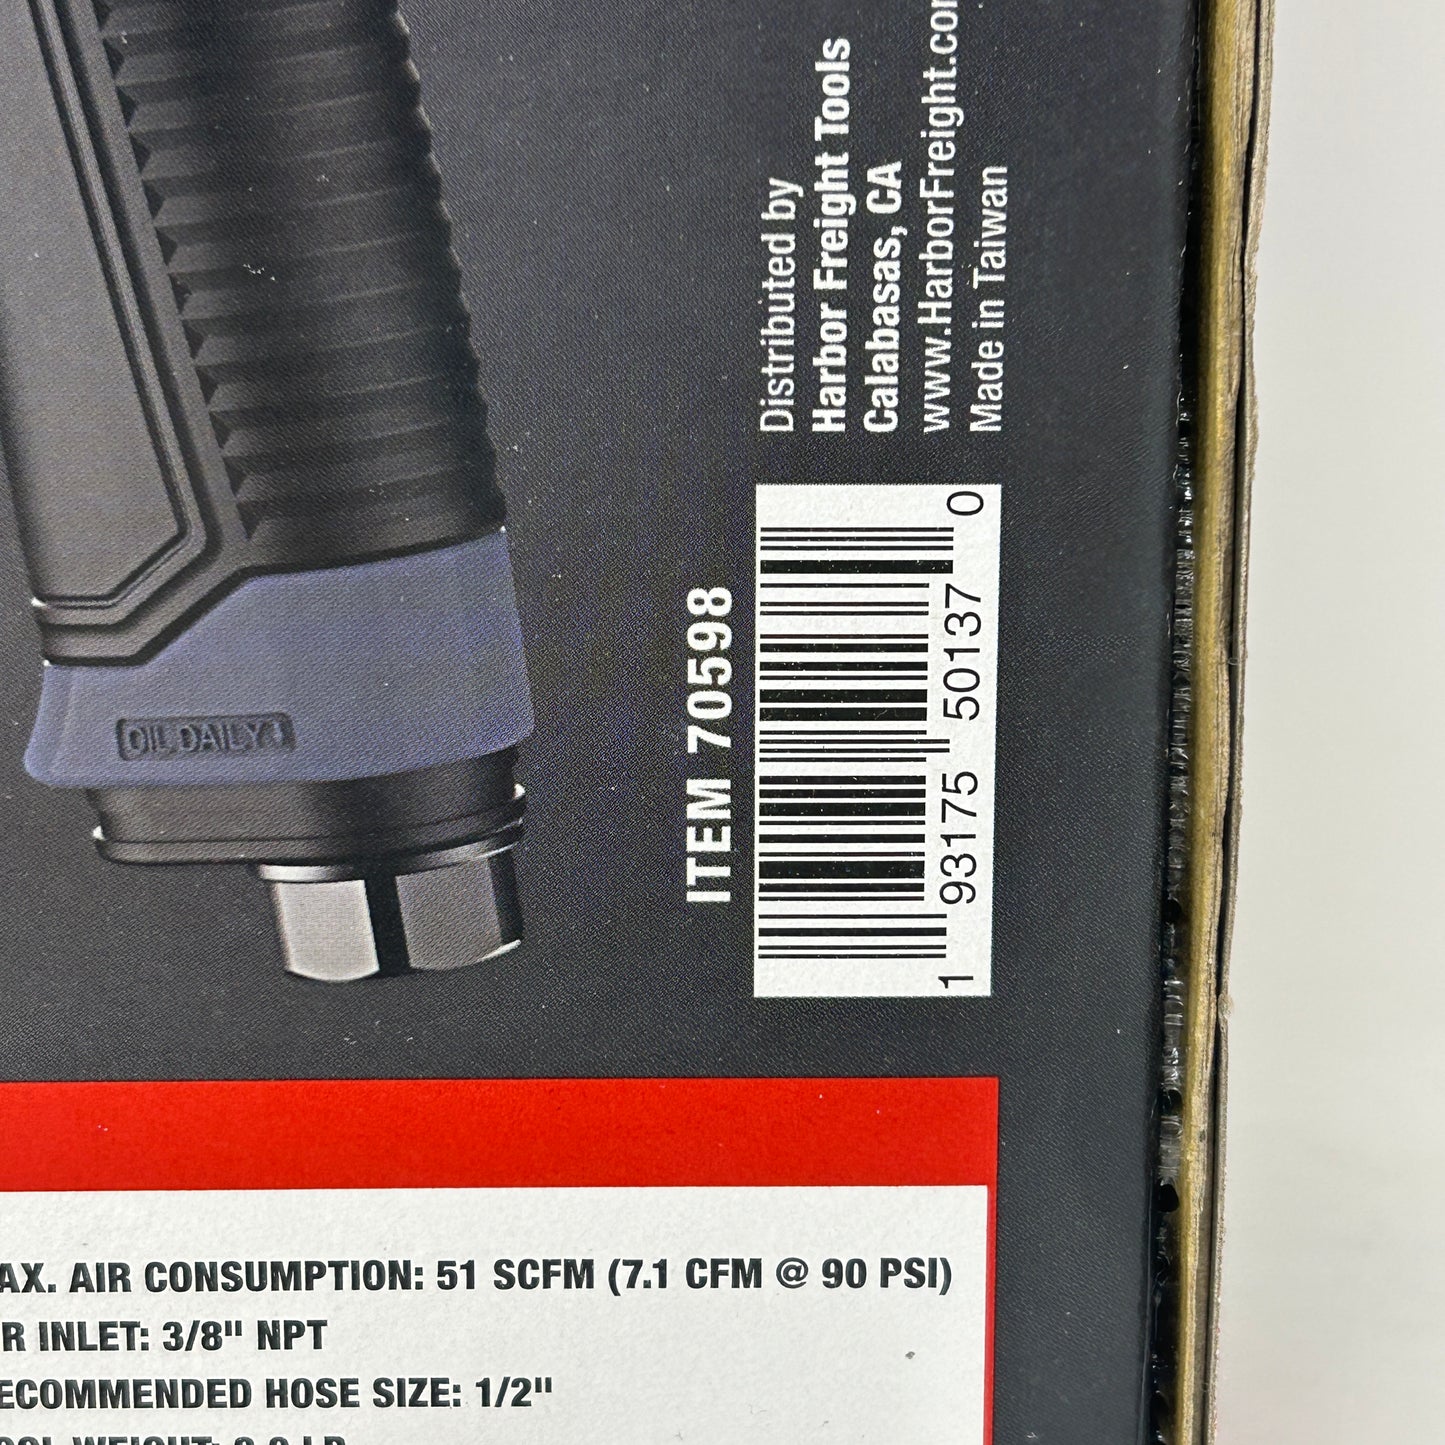 Distributed by
Harbor Freight Tools
Calabasas, CA
www.HarborFreight.com
Made in Taiwan
ITEM 70598
1 93175 50137 0
OIL DAILY
AX. AIR CONSUMPTION: 51 SCFM (7.1 CFM @ 90 PSI)
R INLET: 3/8" NPT
ECOMMENDED HOSE SIZE: 1/2"